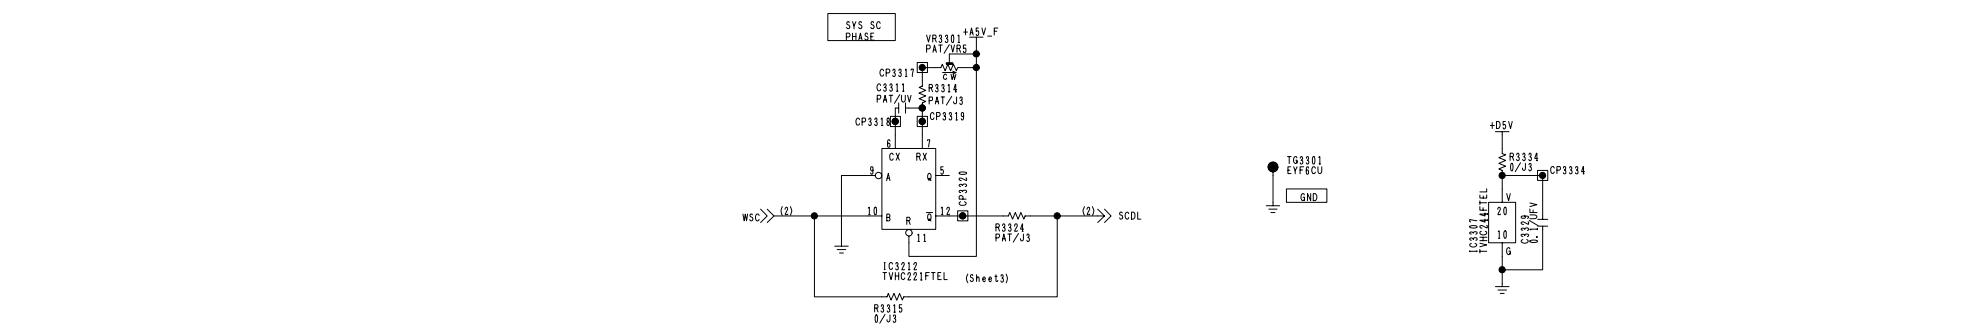 SYS SC
PHASE
+A5V_F
VR3301
PAT/VR5
CP3317
CW
C3311
PAT/UV
R3314
PAT/J3
CP3318
CP3319
6
7
CX
RX
9
A
Q
5
CP3320
WSC
(2)
10
B
R
Q
12
11
R3324
PAT/J3
(2)
SCDL
IC3212
TVHC221FTEL
(Sheet3)
R3315
0/J3
TG3301
EYF6CU
GND
+D5V
R3334
0/J3
CP3334
V
20
10
G
IC3307
TVHC244FTEL
C3329
0.1/UFV